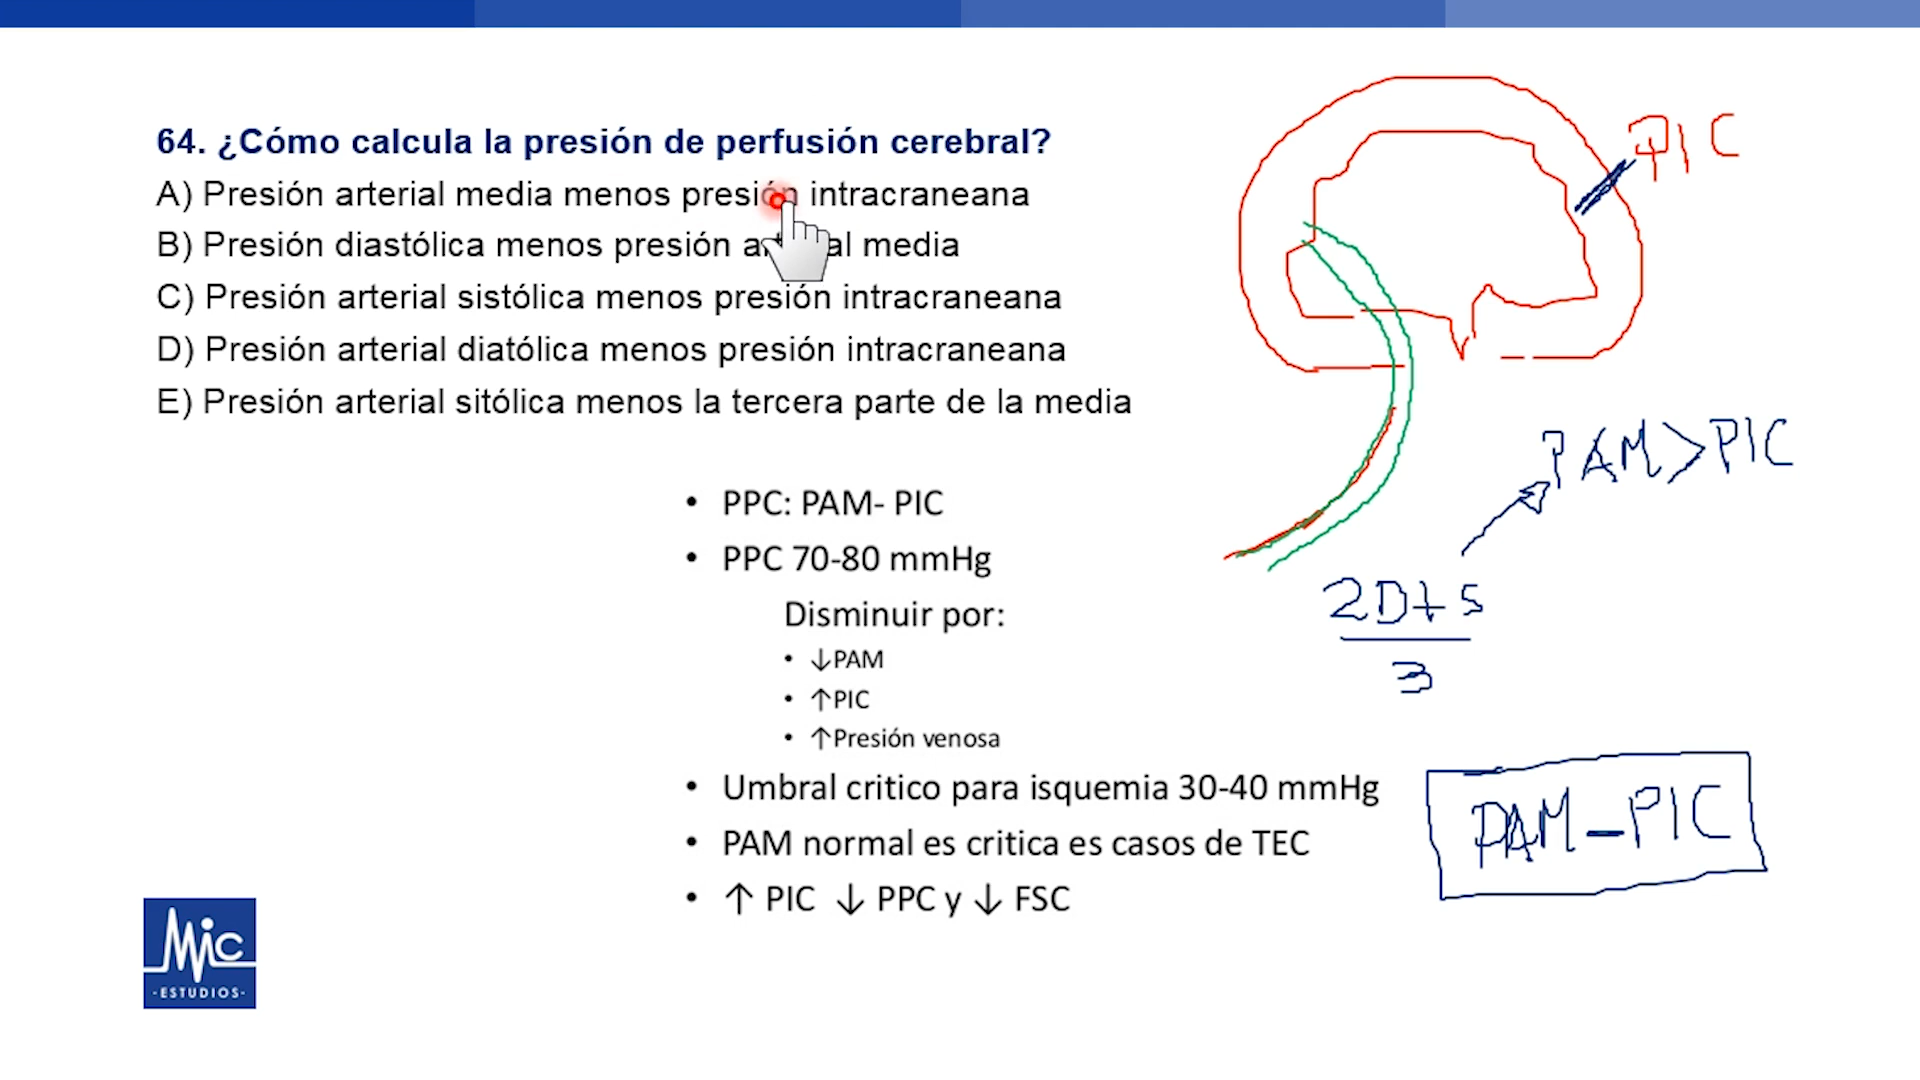 64. ¿Cómo calcula la presión de perfusión cerebral?
A) Presión arterial media menos presión intracraneana
B) Presión diastólica menos presión arterial media
C) Presión arterial sistólica menos presión intracraneana
D) Presión arterial diatólica menos presión intracraneana
E) Presión arterial sitólica menos la tercera parte de la media
• PPC: PAM- PIC
• PPC 70-80 mmHg
Disminuir por:
• ↓PAM
• ↑PIC
• ↑Presión venosa
• Umbral critico para isquemia 30-40 mmHg
• PAM normal es critica es casos de TEC
• ↑ PIC ↓ PPC y ↓ FSC
PIC
PAM>PIC
2D+S
3
PAM-PIC
Mic
·ESTUDIOS·